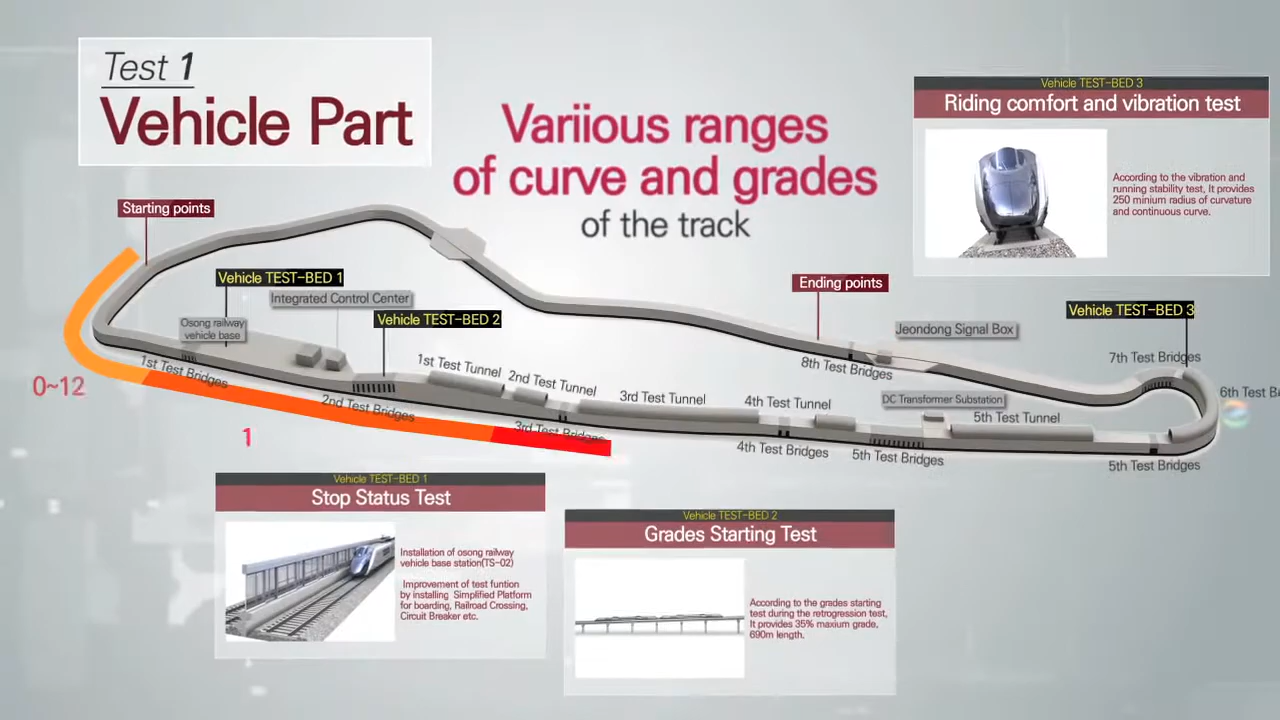 Test 1
Vehicle Part
Variious ranges
of curve and grades
of the track
Vehicle TEST-BED 3
Riding comfort and vibration test
According to the vibration and
running stability test, It provides
250 minium radius of curvature
and continuous curve.
Starting points
Vehicle TEST-BED 1
Integrated Control Center
Osong railway
vehicle base
Vehicle TEST-BED 2
Ending points
Jeondong Signal Box
Vehicle TEST-BED 3
7th Test Bridges
8th Test Bridges
1st Test Bridges
1st Test Tunnel
2nd Test Tunnel
3rd Test Tunnel
4th Test Tunnel
DC Transformer Substation
5th Test Tunnel
6th Test
0~12
2nd Test Bridges
3rd Test Bridges
4th Test Bridges
5th Test Bridges
5th Test Bridges
1
Vehicle TEST-BED 1
Stop Status Test
Installation of osong railway
vehicle base station(TS-02)
Improvement of test funtion
by installing Simplified Platform
for boarding, Railroad Crossing,
Circuit Breaker etc.
Vehicle TEST-BED 2
Grades Starting Test
According to the grades starting
test during the retrogression test,
It provides 35% maxium grade,
690m length.